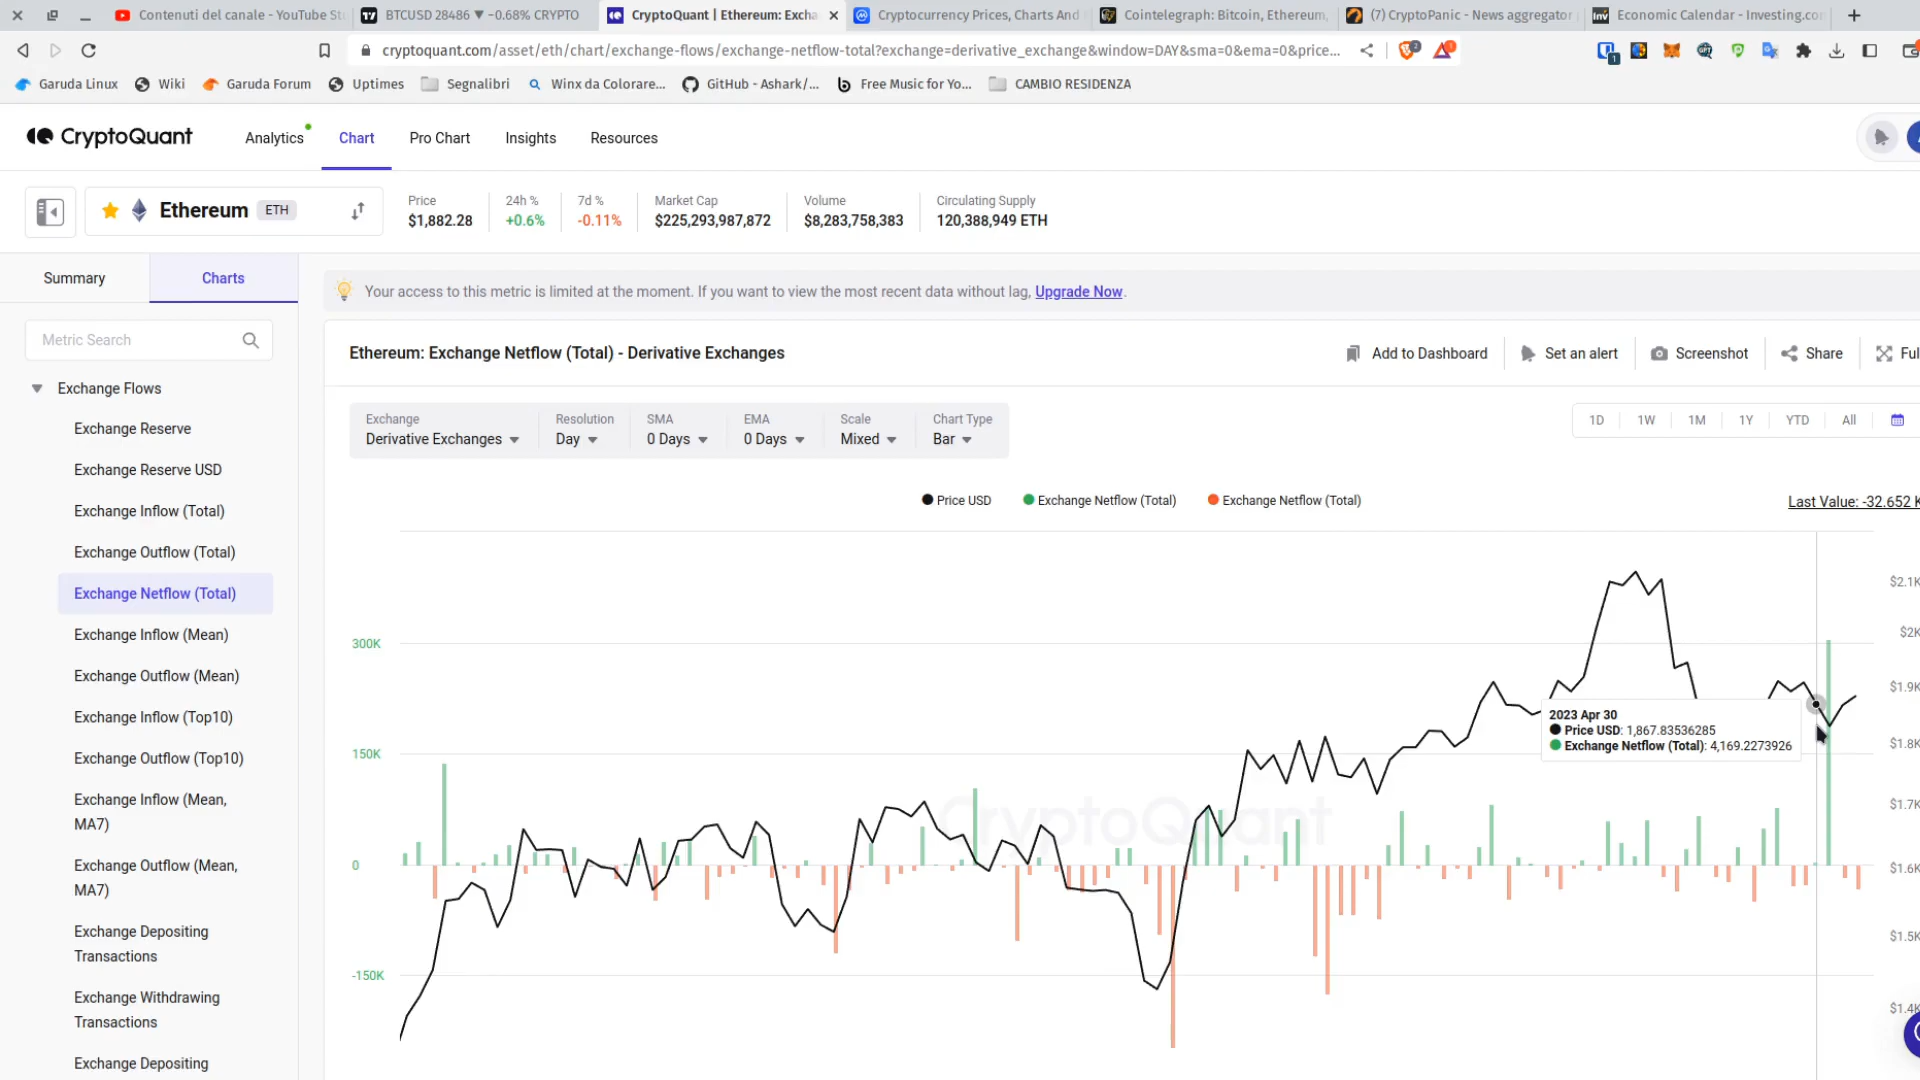 Contenuti del canale - YouTube St
BTCUSD 28486 ▼ −0.68% CRYPTO
CryptoQuant | Ethereum: Excha
Cryptocurrency Prices, Charts And
Cointelegraph: Bitcoin, Ethereum,
(7) CryptoPanic - News aggregator
Economic Calendar - Investing.con
cryptoquant.com/asset/eth/chart/exchange-flows/exchange-netflow-total?exchange=derivative_exchange&window=DAY&sma=0&ema=0&price...
Garuda Linux
Wiki
Garuda Forum
Uptimes
Segnalibri
Winx da Colorare...
GitHub - Ashark/...
Free Music for Yo...
CAMBIO RESIDENZA
CryptoQuant
Analytics
Chart
Pro Chart
Insights
Resources
Ethereum ETH
Price
$1,882.28
24h %
+0.6%
7d %
-0.11%
Market Cap
$225,293,987,872
Volume
$8,283,758,383
Circulating Supply
120,388,949 ETH
Summary
Charts
Your access to this metric is limited at the moment. If you want to view the most recent data without lag, Upgrade Now.
Metric Search
Exchange Flows
Exchange Reserve
Exchange Reserve USD
Exchange Inflow (Total)
Exchange Outflow (Total)
Exchange Netflow (Total)
Exchange Inflow (Mean)
Exchange Outflow (Mean)
Exchange Inflow (Top10)
Exchange Outflow (Top10)
Exchange Inflow (Mean,
MA7)
Exchange Outflow (Mean,
MA7)
Exchange Depositing
Transactions
Exchange Withdrawing
Transactions
Exchange Depositing
Ethereum: Exchange Netflow (Total) - Derivative Exchanges
Add to Dashboard
Set an alert
Screenshot
Share
Ful
Exchange
Derivative Exchanges
Resolution
Day
SMA
0 Days
EMA
0 Days
Scale
Mixed
Chart Type
Bar
1D
1W
1M
1Y
YTD
All
Price USD
Exchange Netflow (Total)
Exchange Netflow (Total)
Last Value: -32.652 K
300K
150K
0
-150K
$2.1K
$2K
$1.9K
$1.8K
$1.7K
$1.6K
$1.5K
$1.4K
2023 Apr 30
Price USD: 1,867.83536285
Exchange Netflow (Total): 4,169.2273926
CryptoQuant